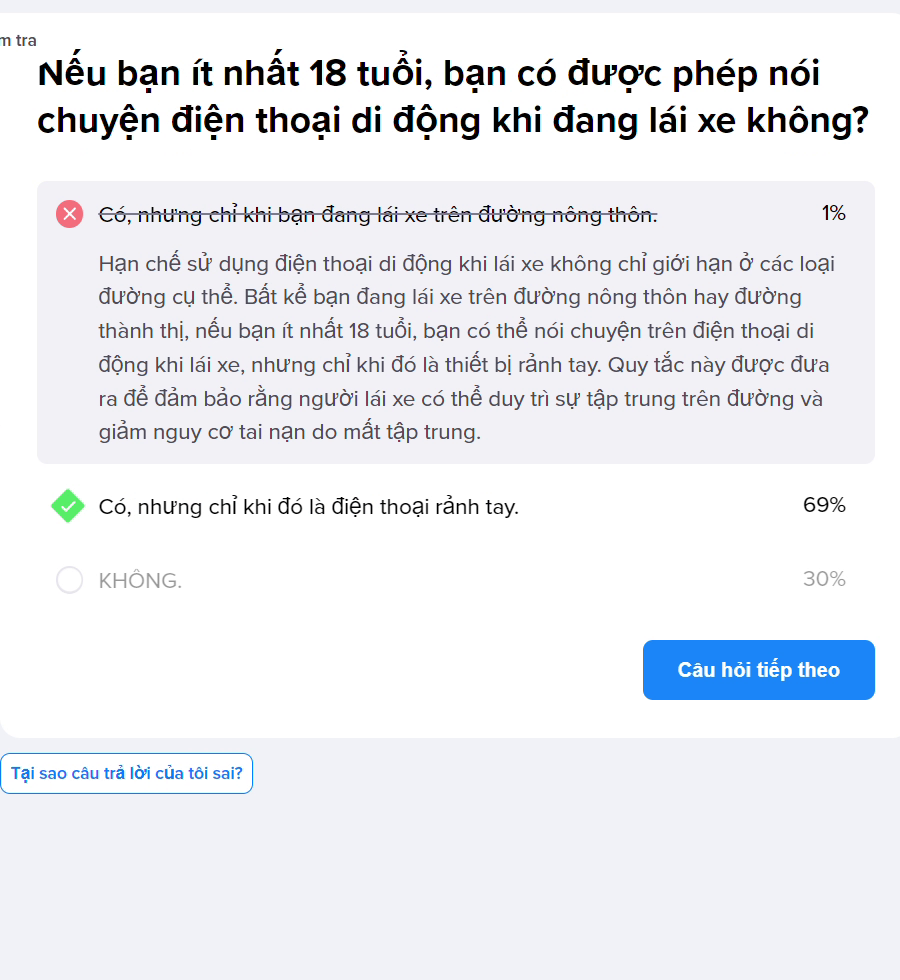 m tra
Nếu bạn ít nhất 18 tuổi, bạn có được phép nói
chuyện điện thoại di động khi đang lái xe không?
Có, nhưng chỉ khi bạn đang lái xe trên đường nông thôn.
1%
Hạn chế sử dụng điện thoại di động khi lái xe không chỉ giới hạn ở các loại
đường cụ thể. Bất kể bạn đang lái xe trên đường nông thôn hay đường
thành thị, nếu bạn ít nhất 18 tuổi, bạn có thể nói chuyện trên điện thoại di
động khi lái xe, nhưng chỉ khi đó là thiết bị rảnh tay. Quy tắc này được đưa
ra để đảm bảo rằng người lái xe có thể duy trì sự tập trung trên đường và
giảm nguy cơ tai nạn do mất tập trung.
Có, nhưng chỉ khi đó là điện thoại rảnh tay.
69%
KHÔNG.
30%
Câu hỏi tiếp theo
Tại sao câu trả lời của tôi sai?